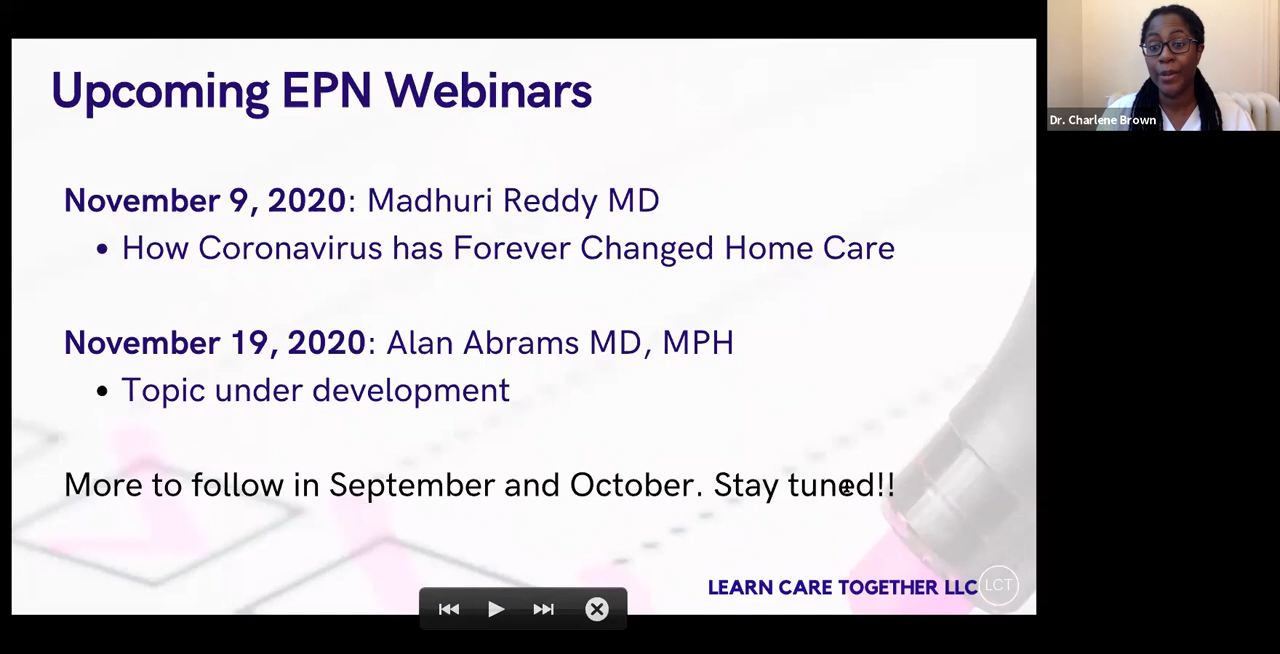 Upcoming EPN Webinars
November 9, 2020: Madhuri Reddy MD
• How Coronavirus has Forever Changed Home Care
November 19, 2020: Alan Abrams MD, MPH
• Topic under development
More to follow in September and October. Stay tuned!!
LEARN CARE TOGETHER LLC
LCT
Dr. Charlene Brown